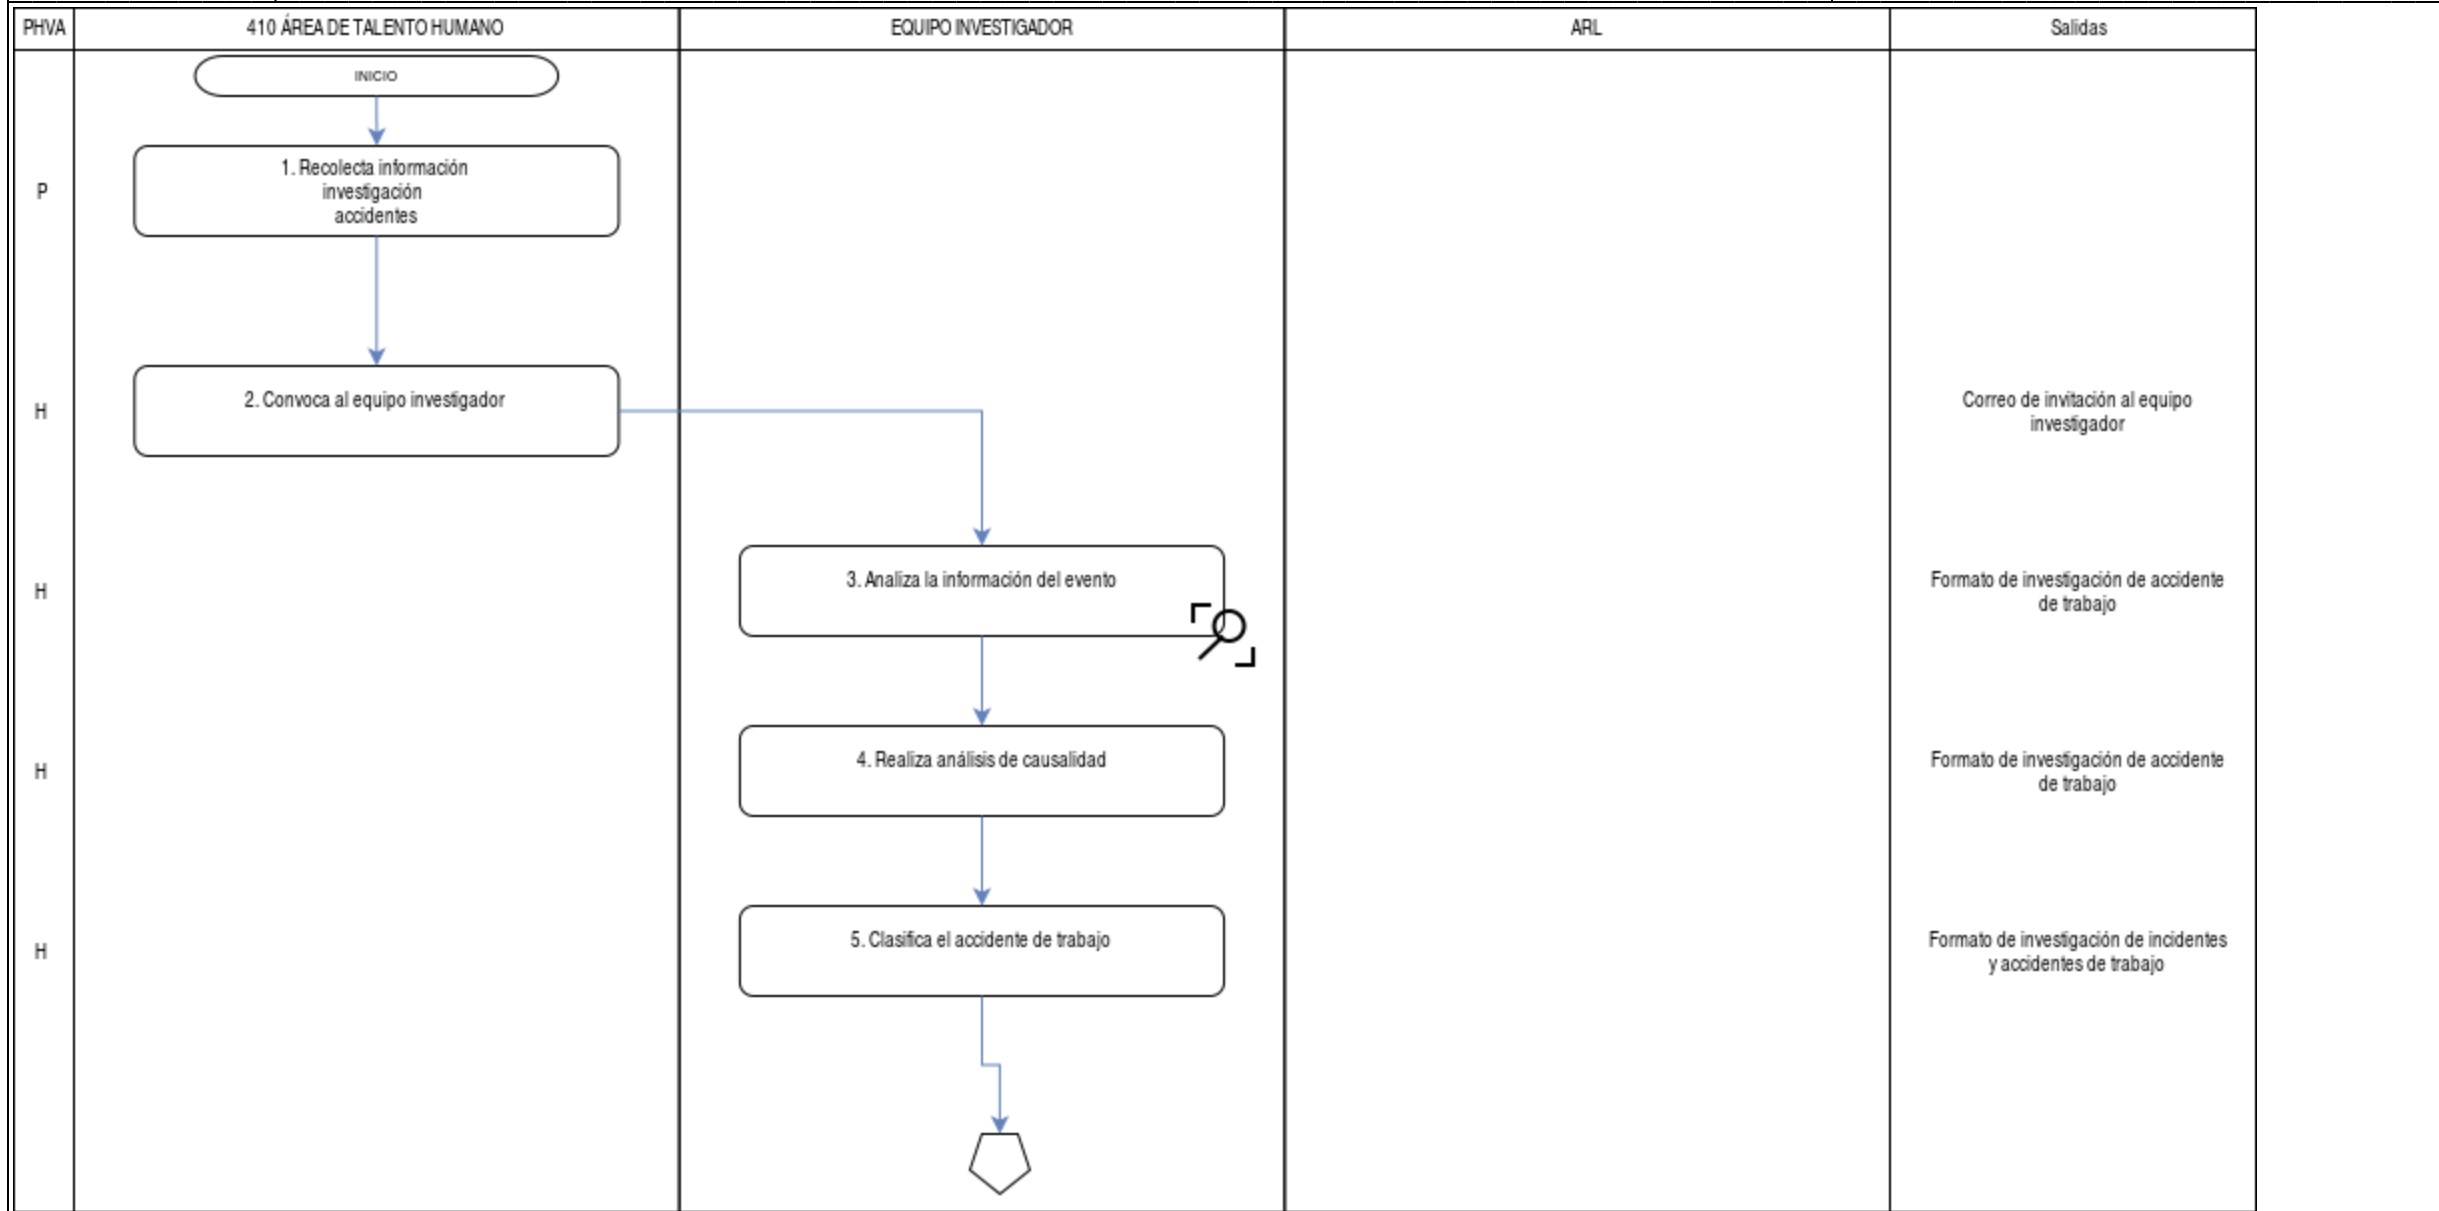 PHVA
410 ÁREA DE TALENTO HUMANO
EQUIPO INVESTIGADOR
ARL
Salidas
INICIO
P
1. Recolecta información
investigación
accidentes
H
2. Convoca al equipo investigador
Correo de invitación al equipo
investigador
H
3. Analiza la información del evento
Formato de investigación de accidente
de trabajo
H
4. Realiza análisis de causalidad
Formato de investigación de accidente
de trabajo
H
5. Clasifica el accidente de trabajo
Formato de investigación de incidentes
y accidentes de trabajo